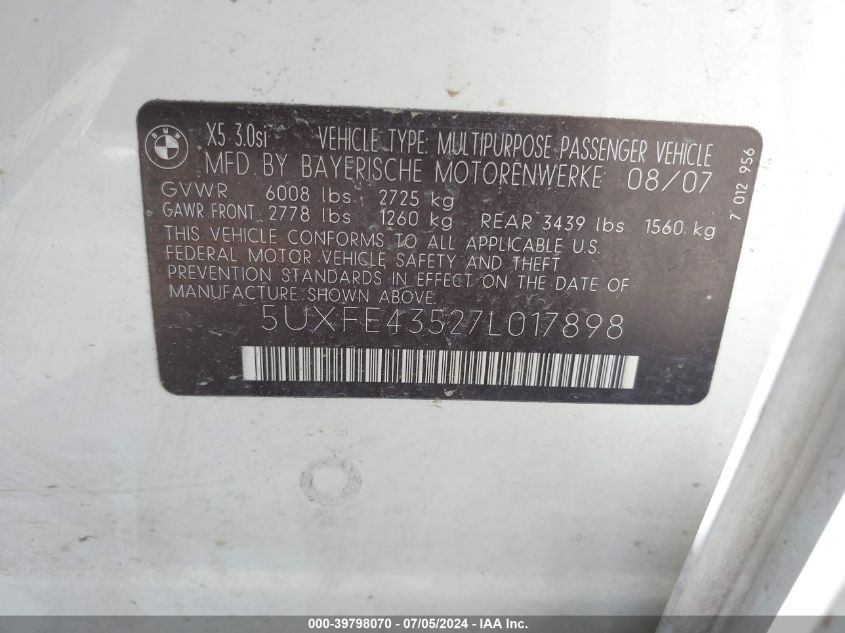 BMW
X5 3.0si VEHICLE TYPE: MULTIPURPOSE PASSENGER VEHICLE
MFD BY BAYERISCHE MOTORENWERKE 08/07
GVWR 6008 lbs 2725 kg
GAWR FRONT 2778 lbs 1260 kg REAR 3439 lbs 1560 kg
THIS VEHICLE CONFORMS TO ALL APPLICABLE U.S.
FEDERAL MOTOR VEHICLE SAFETY AND THEFT
PREVENTION STANDARDS IN EFFECT ON THE DATE OF
MANUFACTURE SHOWN ABOVE.
5UXFE43527L017898
7 012 956
000-39798070 - 07/05/2024 - IAA Inc.